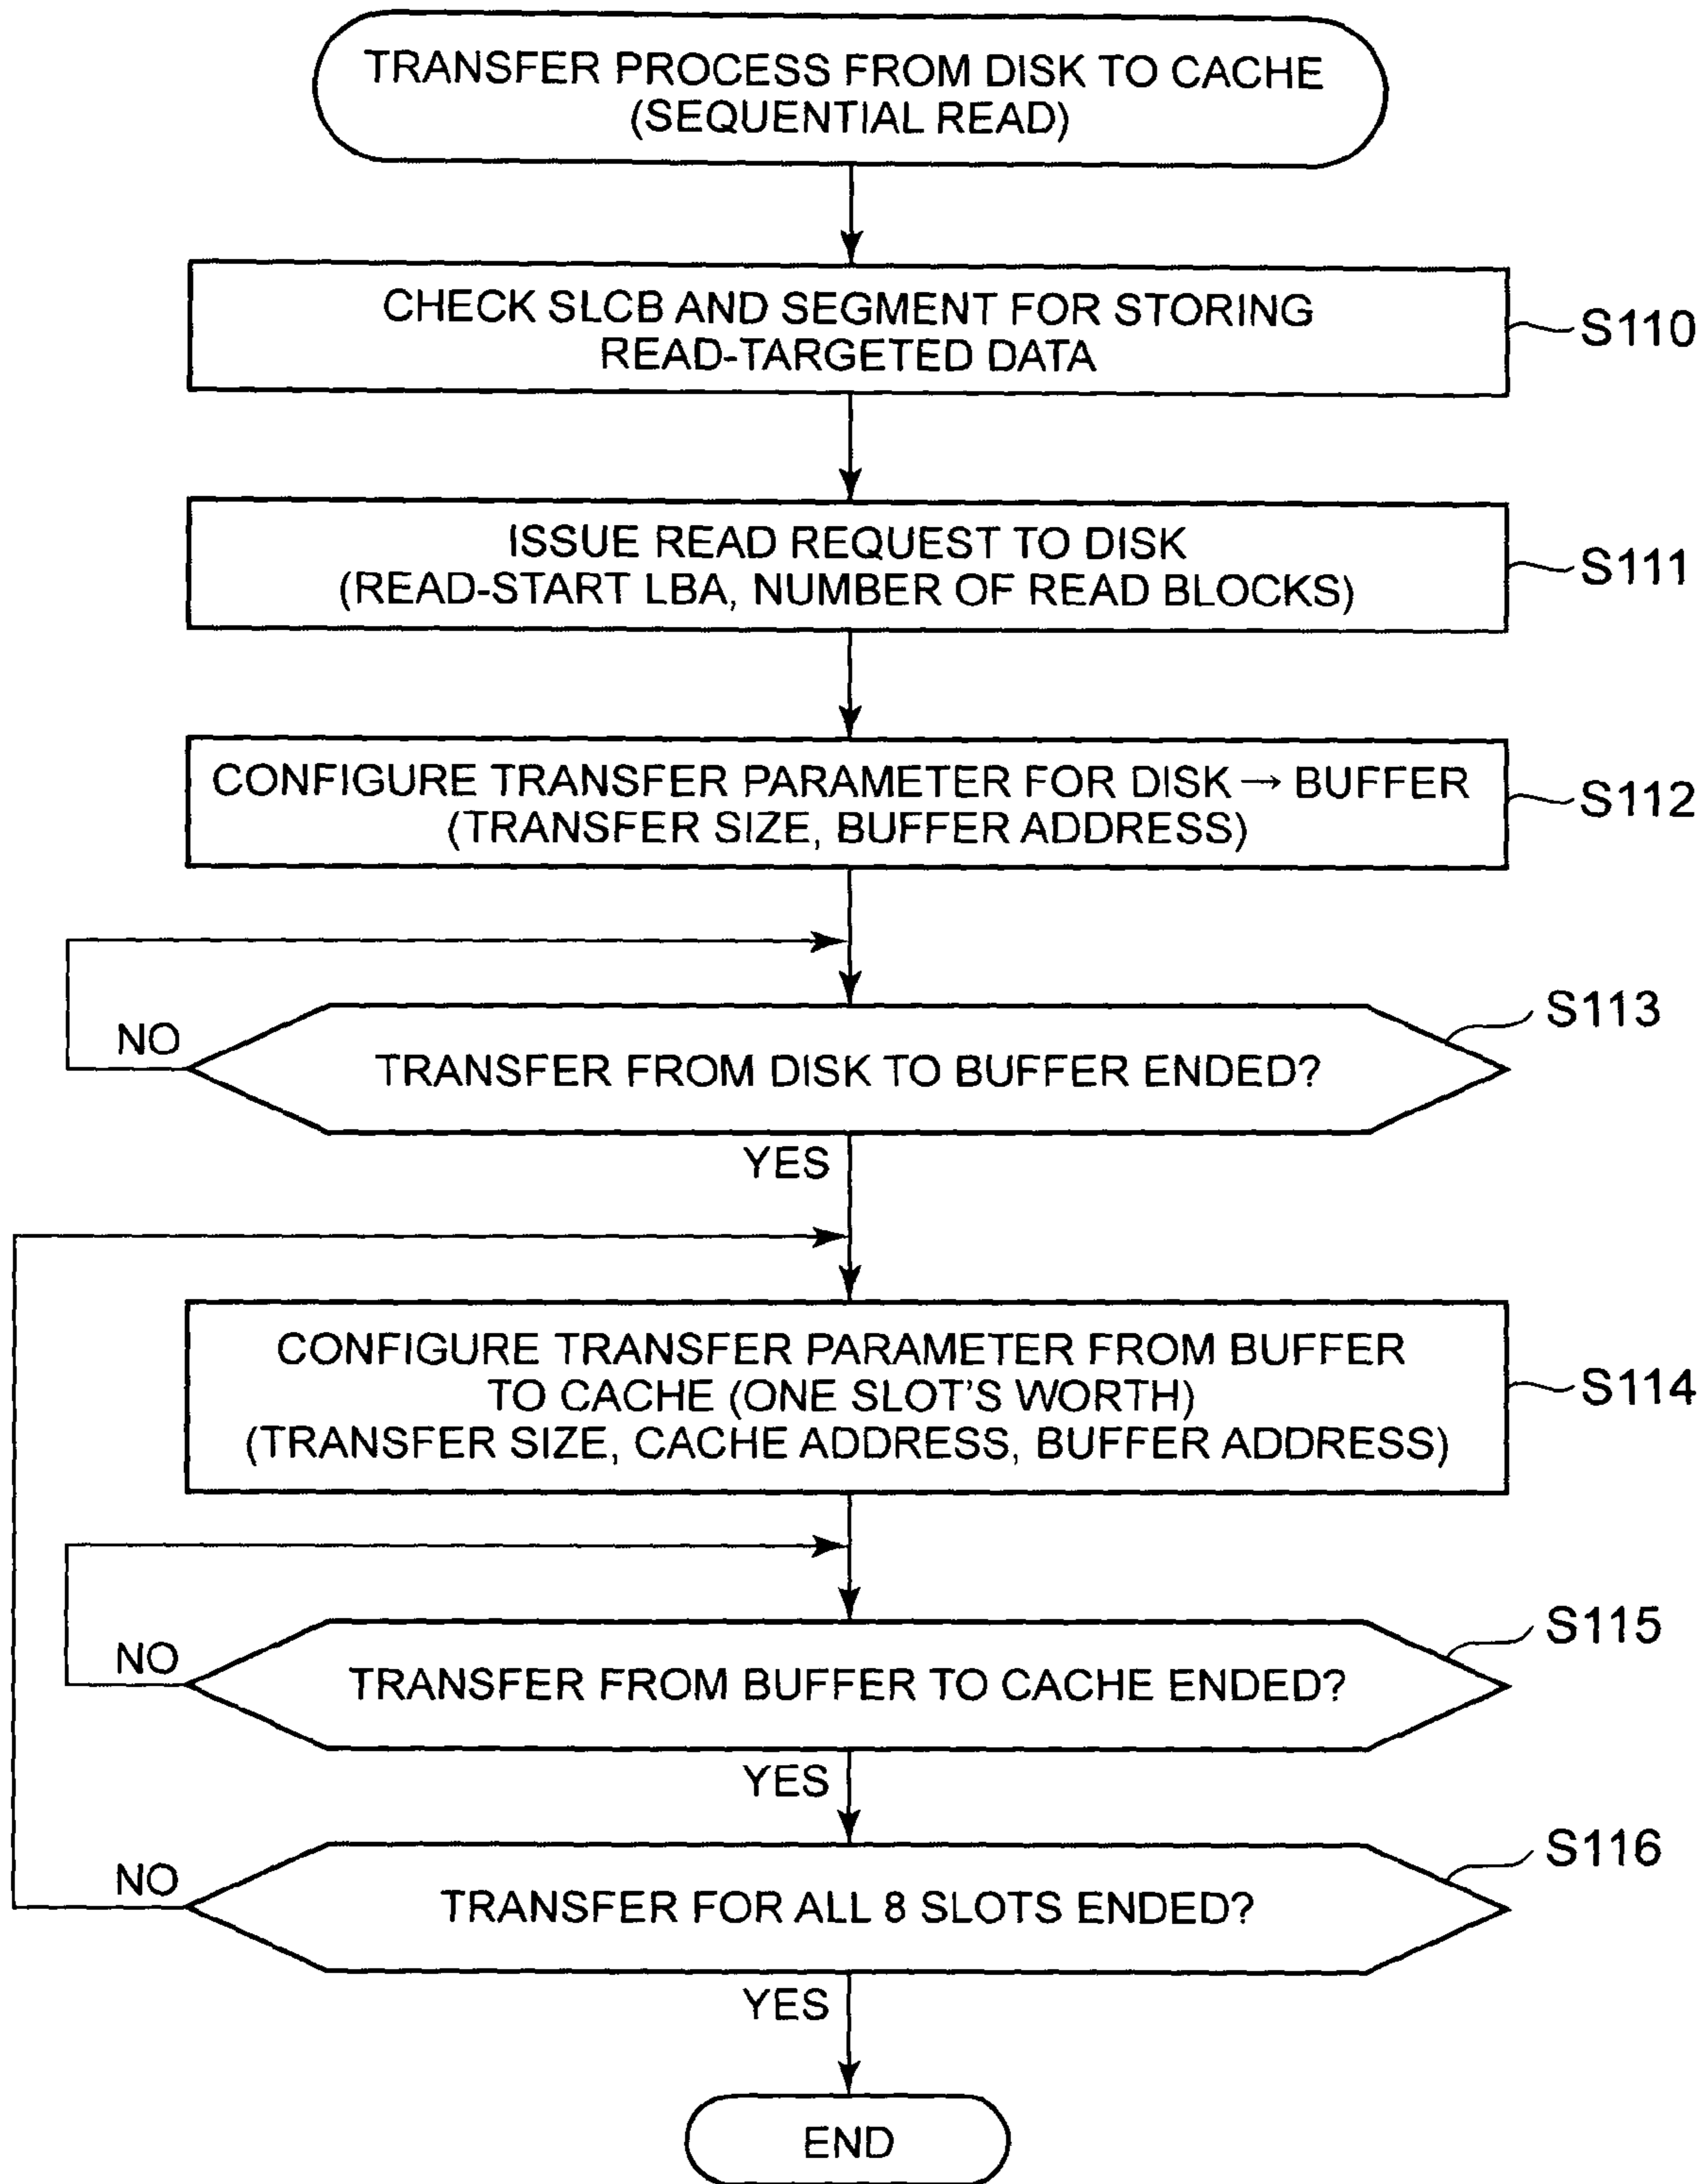 TRANSFER PROCESS FROM DISK TO CACHE
(SEQUENTIAL READ)
CHECK SLCB AND SEGMENT FOR STORING
READ-TARGETED DATA
S110
ISSUE READ REQUEST TO DISK
(READ-START LBA, NUMBER OF READ BLOCKS)
S111
CONFIGURE TRANSFER PARAMETER FOR DISK → BUFFER
(TRANSFER SIZE, BUFFER ADDRESS)
S112
S113
NO
TRANSFER FROM DISK TO BUFFER ENDED?
YES
CONFIGURE TRANSFER PARAMETER FROM BUFFER
TO CACHE (ONE SLOT'S WORTH)
(TRANSFER SIZE, CACHE ADDRESS, BUFFER ADDRESS)
S114
S115
NO
TRANSFER FROM BUFFER TO CACHE ENDED?
YES
S116
NO
TRANSFER FOR ALL 8 SLOTS ENDED?
YES
END